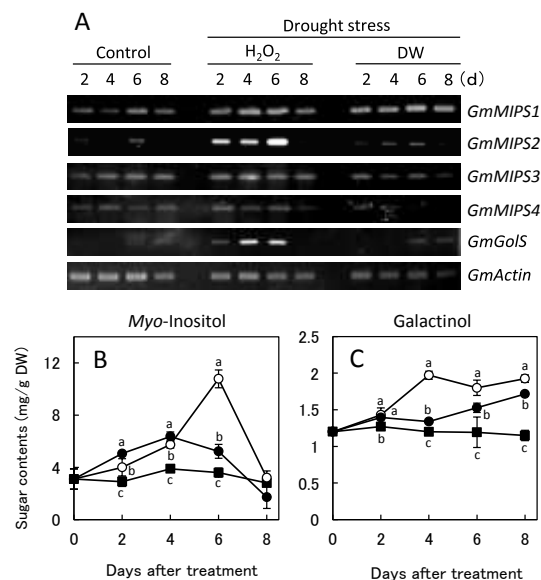 A
Drought stress
Control H₂O₂ DW
2 4 6 8 2 4 6 8 2 4 6 8 (d)
GmMIPS1
GmMIPS2
GmMIPS3
GmMIPS4
GmGolS
GmActin
Myo-Inositol
B
Sugar contents (mg/g DW)
12
8
4
0
a
a
a
a
b
b
b
c
c
c
0 2 4 6 8
Days after treatment
Galactinol
C
2.5
2
1.5
1
0.5
0
a
a
a
a
a
b
b
b
b
c
c
c
0 2 4 6 8
Days after treatment